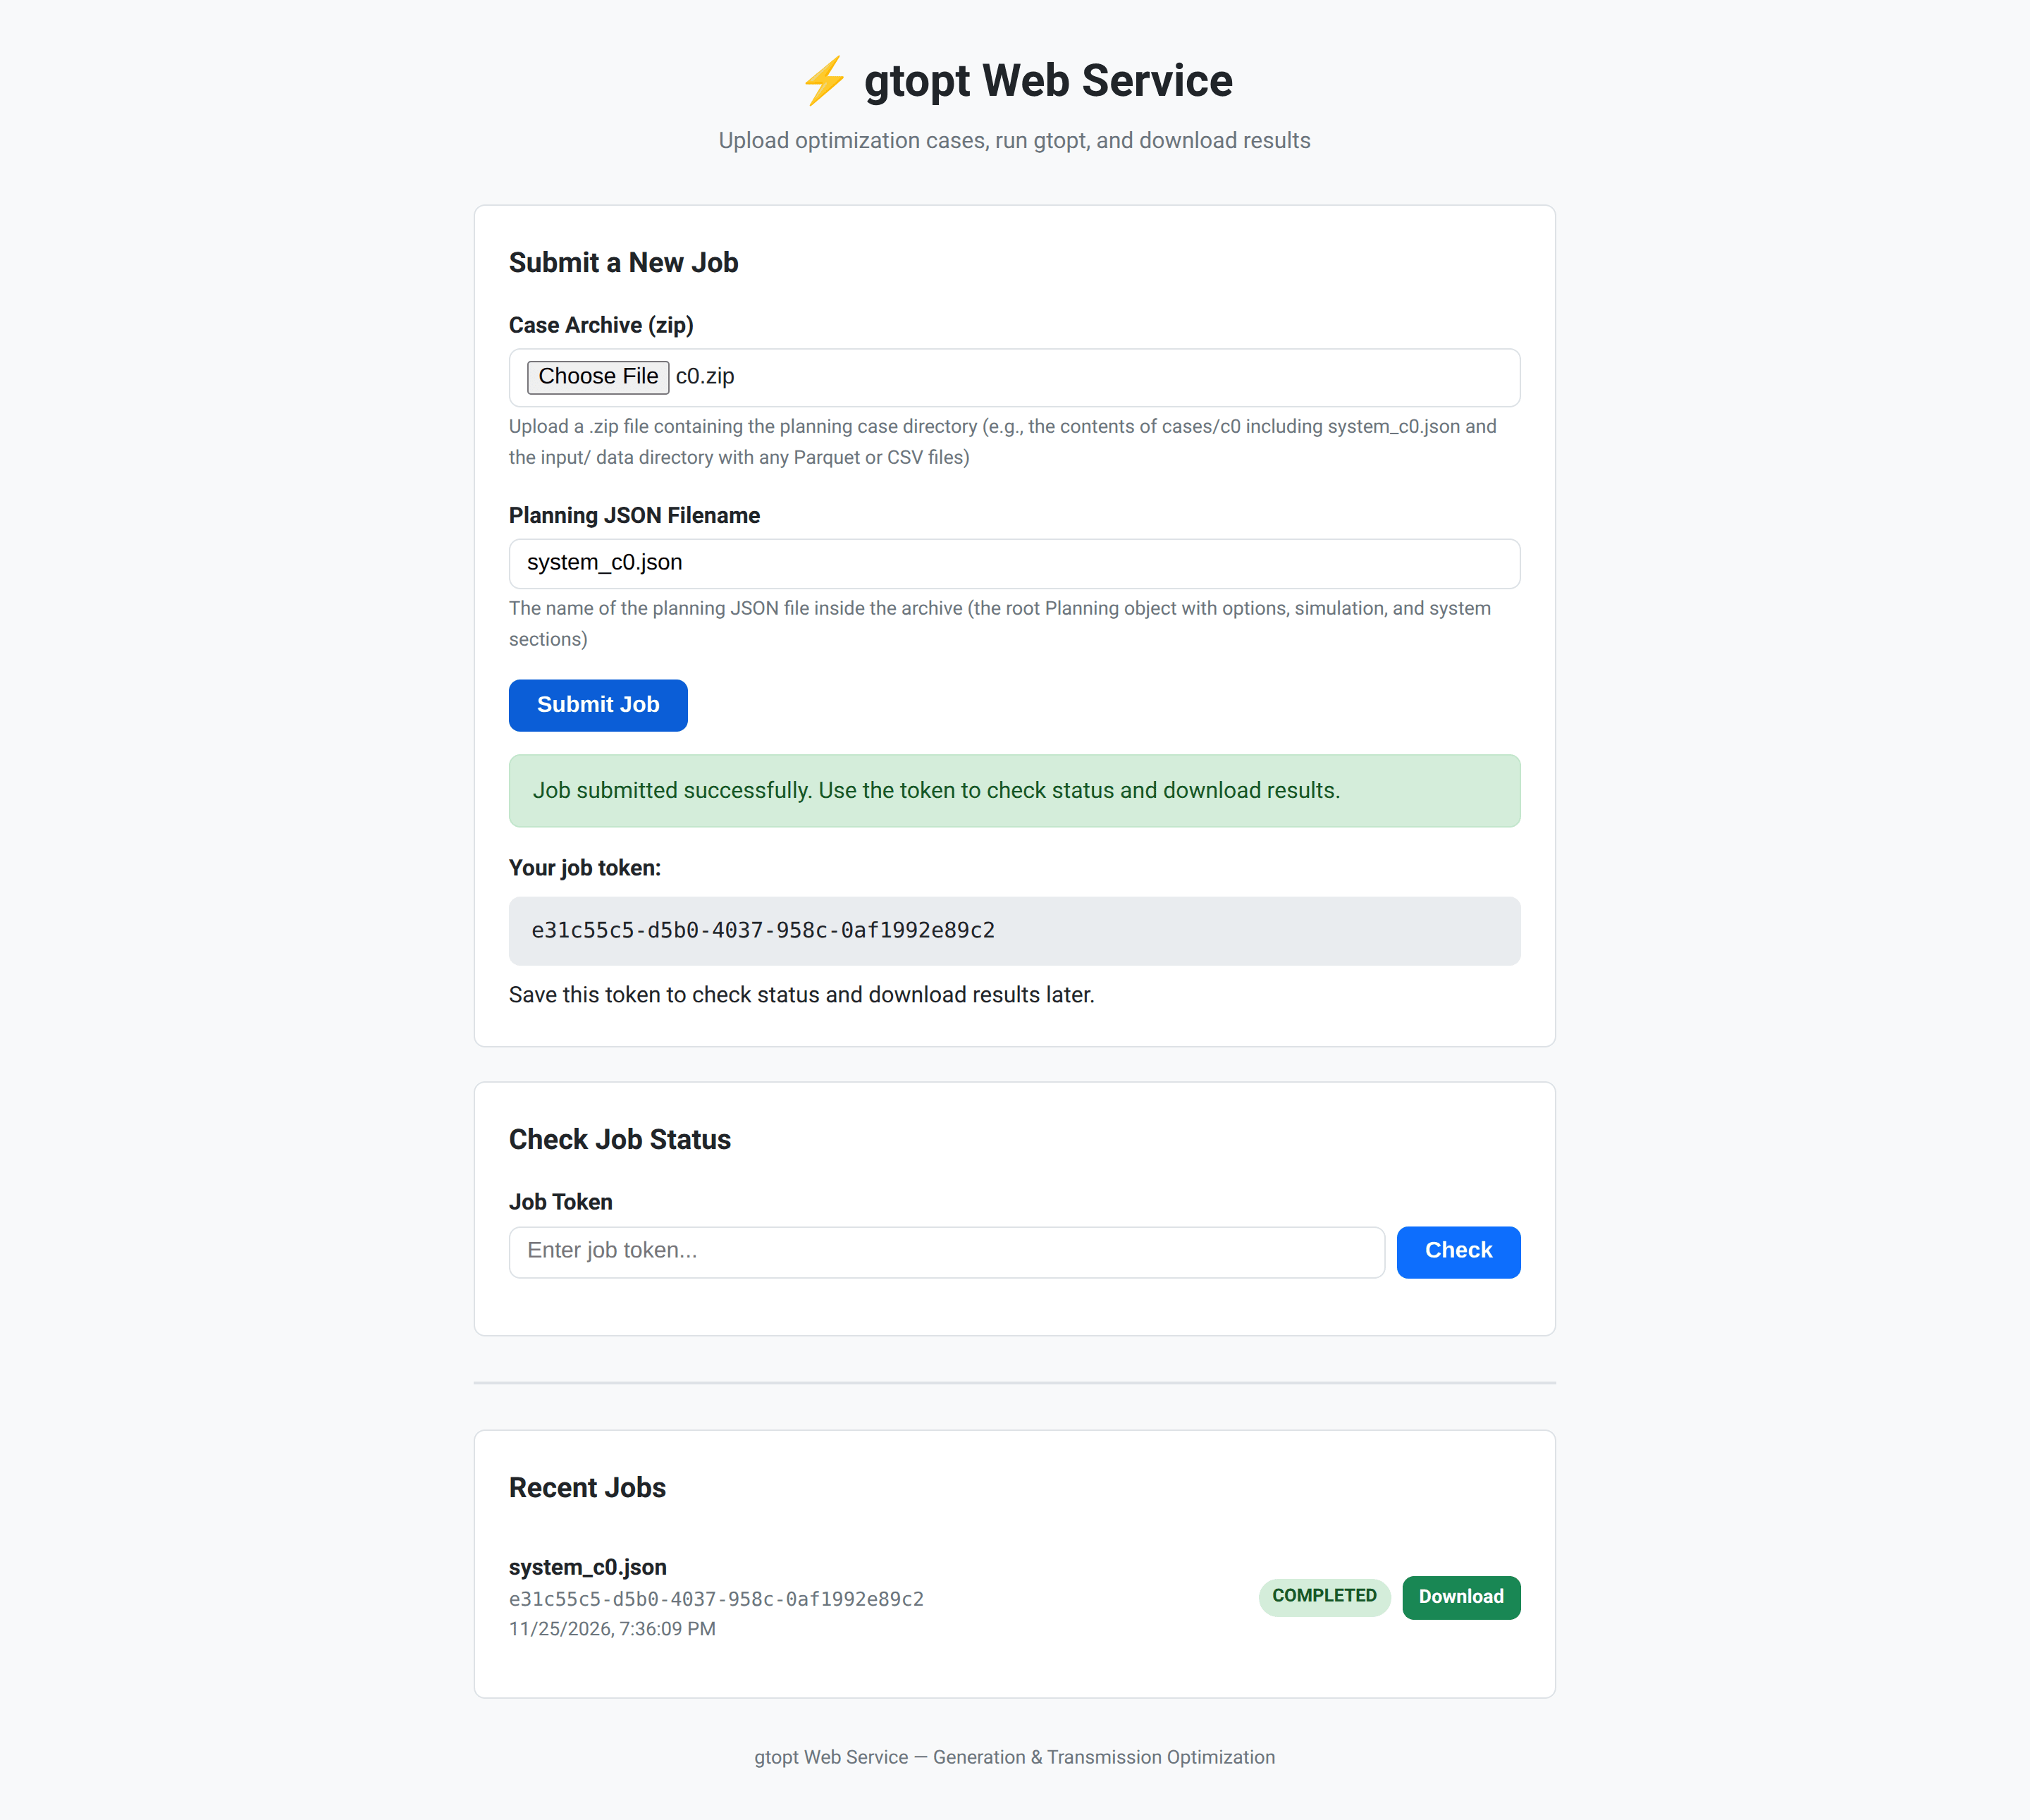 ⚡ gtopt Web Service
Upload optimization cases, run gtopt, and download results
Submit a New Job
Case Archive (zip)
Choose File c0.zip
Upload a .zip file containing the planning case directory (e.g., the contents of cases/c0 including system_c0.json and
the input/ data directory with any Parquet or CSV files)
Planning JSON Filename
system_c0.json
The name of the planning JSON file inside the archive (the root Planning object with options, simulation, and system
sections)
Submit Job
Job submitted successfully. Use the token to check status and download results.
Your job token:
e31c55c5-d5b0-4037-958c-0af1992e89c2
Save this token to check status and download results later.
Check Job Status
Job Token
Enter job token...
Check
Recent Jobs
system_c0.json
e31c55c5-d5b0-4037-958c-0af1992e89c2
COMPLETED
Download
11/25/2026, 7:36:09 PM
gtopt Web Service — Generation & Transmission Optimization